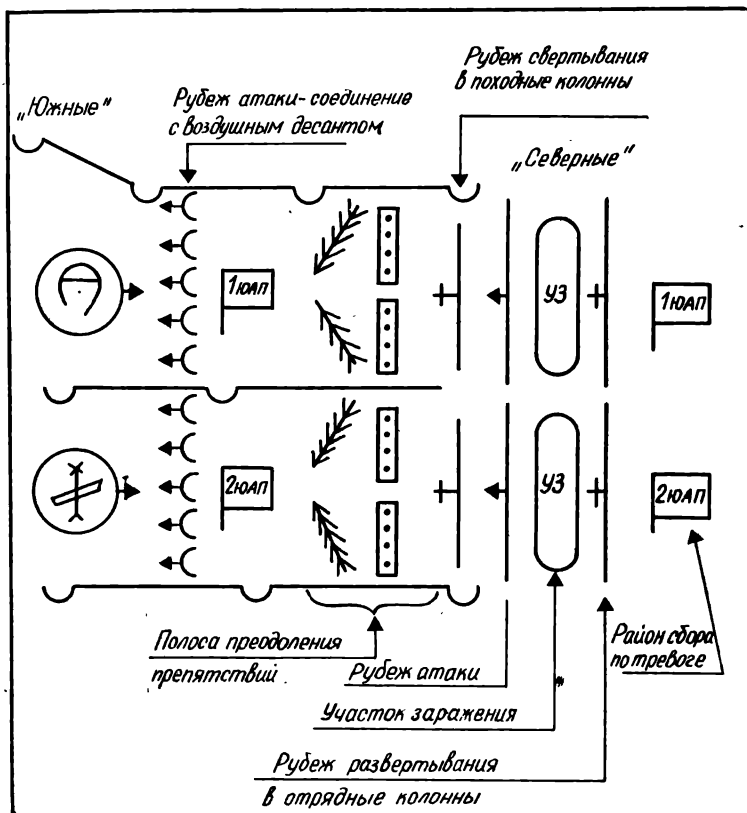 Рубеж свертывания
в походные колонны
„Южные"
Рубеж атаки-соединение
с воздушным десантом
„Северные"
1ЮАП
УЗ
1ЮАП
2ЮАП
УЗ
2ЮАП
Полоса преодоления
препятствий
Рубеж атаки
Район сбора
по тревоге
Участок заражения
Рубеж развертывания
в отрядные колонны